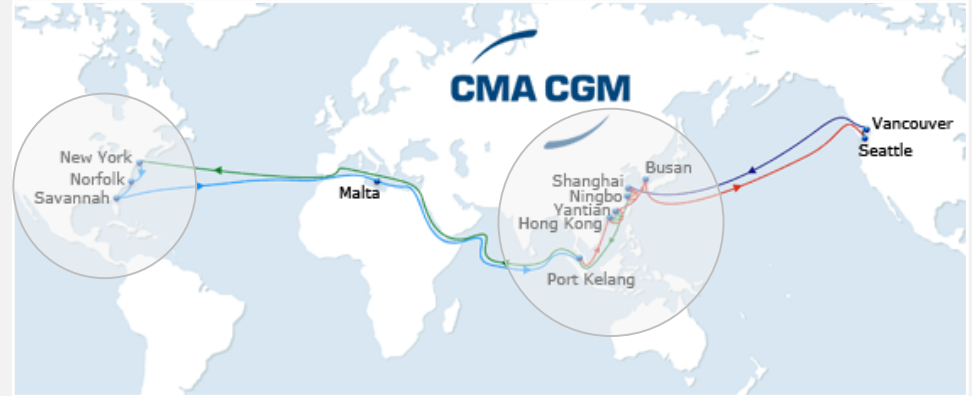 CMA CGM
Vancouver
Seattle
New York
Norfolk
Savannah
Malta
Busan
Shanghai
Ningbo
Yantian
Hong Kong
Port Kelang